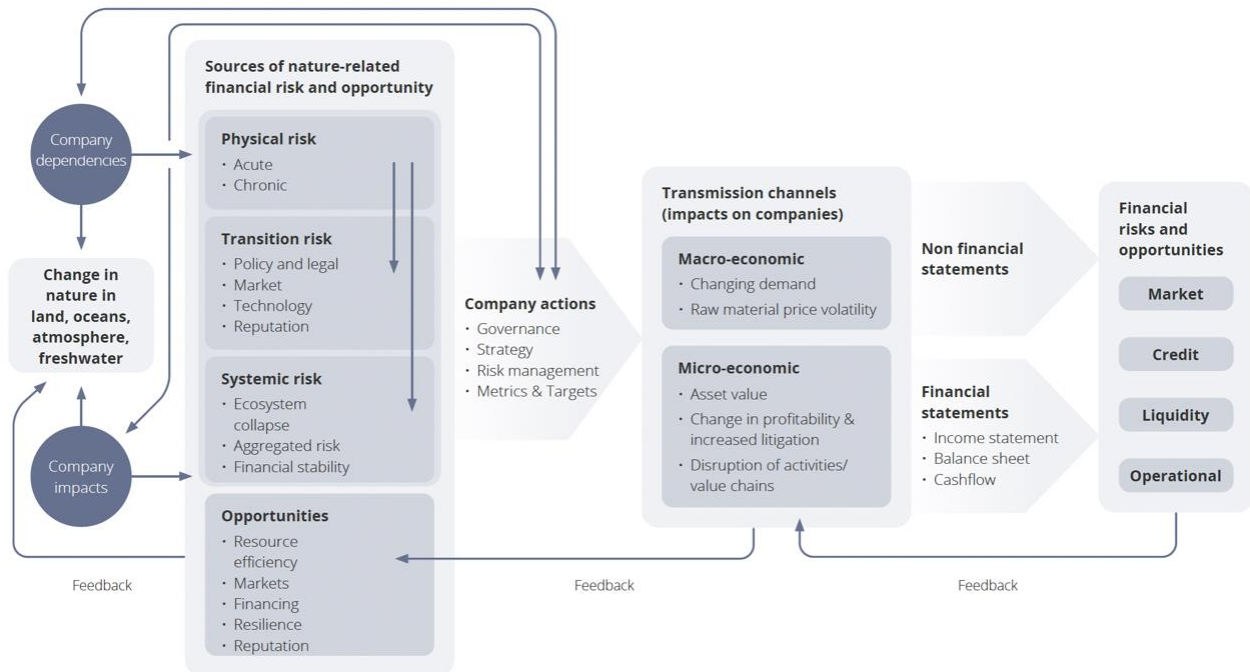 Sources of nature-related
financial risk and opportunity
Company
dependencies
Physical risk
· Acute
· Chronic
Transition risk
· Policy and legal
· Market
· Technology
· Reputation
Change in
nature in
land, oceans,
atmosphere,
freshwater
Systemic risk
· Ecosystem
collapse
· Aggregated risk
· Financial stability
Company
impacts
Opportunities
· Resource
efficiency
· Markets
· Financing
· Resilience
· Reputation
Company actions
· Governance
· Strategy
· Risk management
· Metrics & Targets
Transmission channels
(impacts on companies)
Macro-economic
· Changing demand
· Raw material price volatility
Micro-economic
· Asset value
· Change in profitability &
increased litigation
· Disruption of activities/
value chains
Non financial
statements
Financial
statements
· Income statement
· Balance sheet
· Cashflow
Financial
risks and
opportunities
Market
Credit
Liquidity
Operational
Feedback
Feedback
Feedback